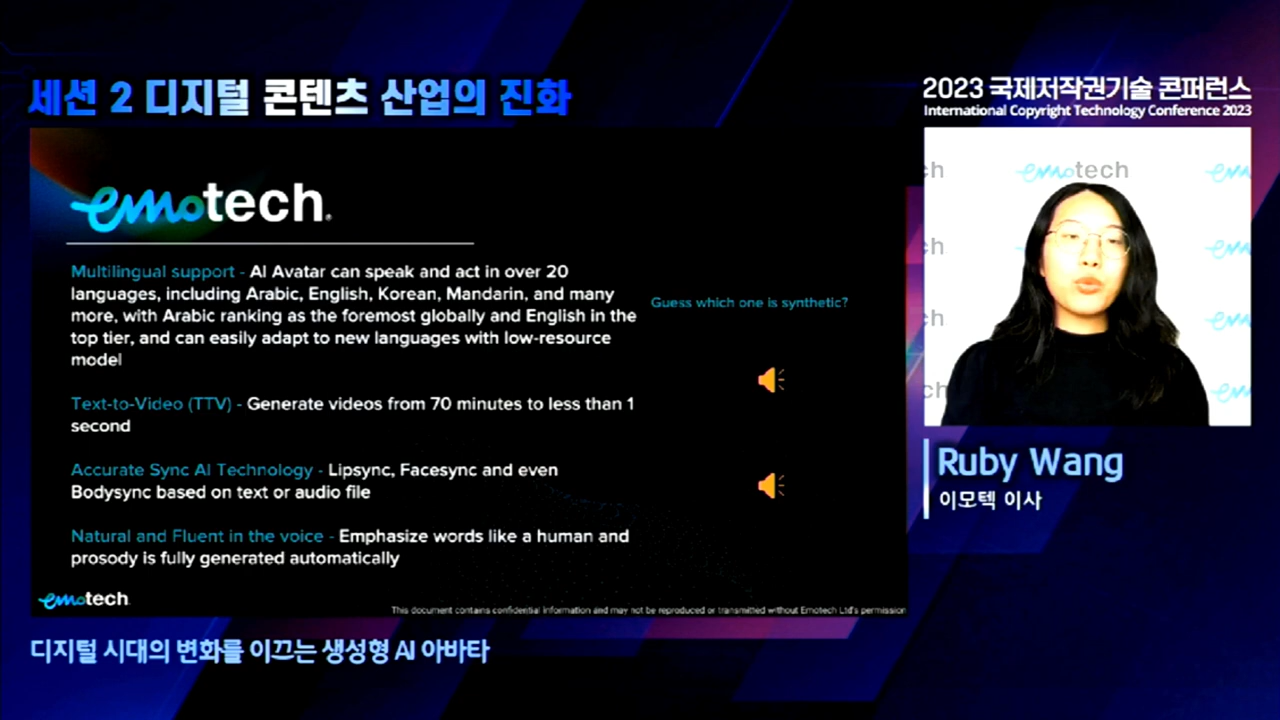 세션 2 디지털 콘텐츠 산업의 진화
2023 국제저작권기술 콘퍼런스
International Copyright Technology Conference 2023
emotech
Multilingual support - AI Avatar can speak and act in over 20
languages, including Arabic, English, Korean, Mandarin, and many
more, with Arabic ranking as the foremost globally and English in the
top tier, and can easily adapt to new languages with low-resource
model
Text-to-Video (TTV) - Generate videos from 70 minutes to less than 1
second
Accurate Sync AI Technology - Lipsync, Facesync and even
Bodysync based on text or audio file
Natural and Fluent in the voice - Emphasize words like a human and
prosody is fully generated automatically
Guess which one is synthetic?
emotech
This document contains confidential information and may not be reproduced or transmitted without Emotech Ltd's permission
ch
emotech
em
ch
em
ch
em
ch
em
Ruby Wang
이모텍 이사
디지털 시대의 변화를 이끄는 생성형 AI 아바타